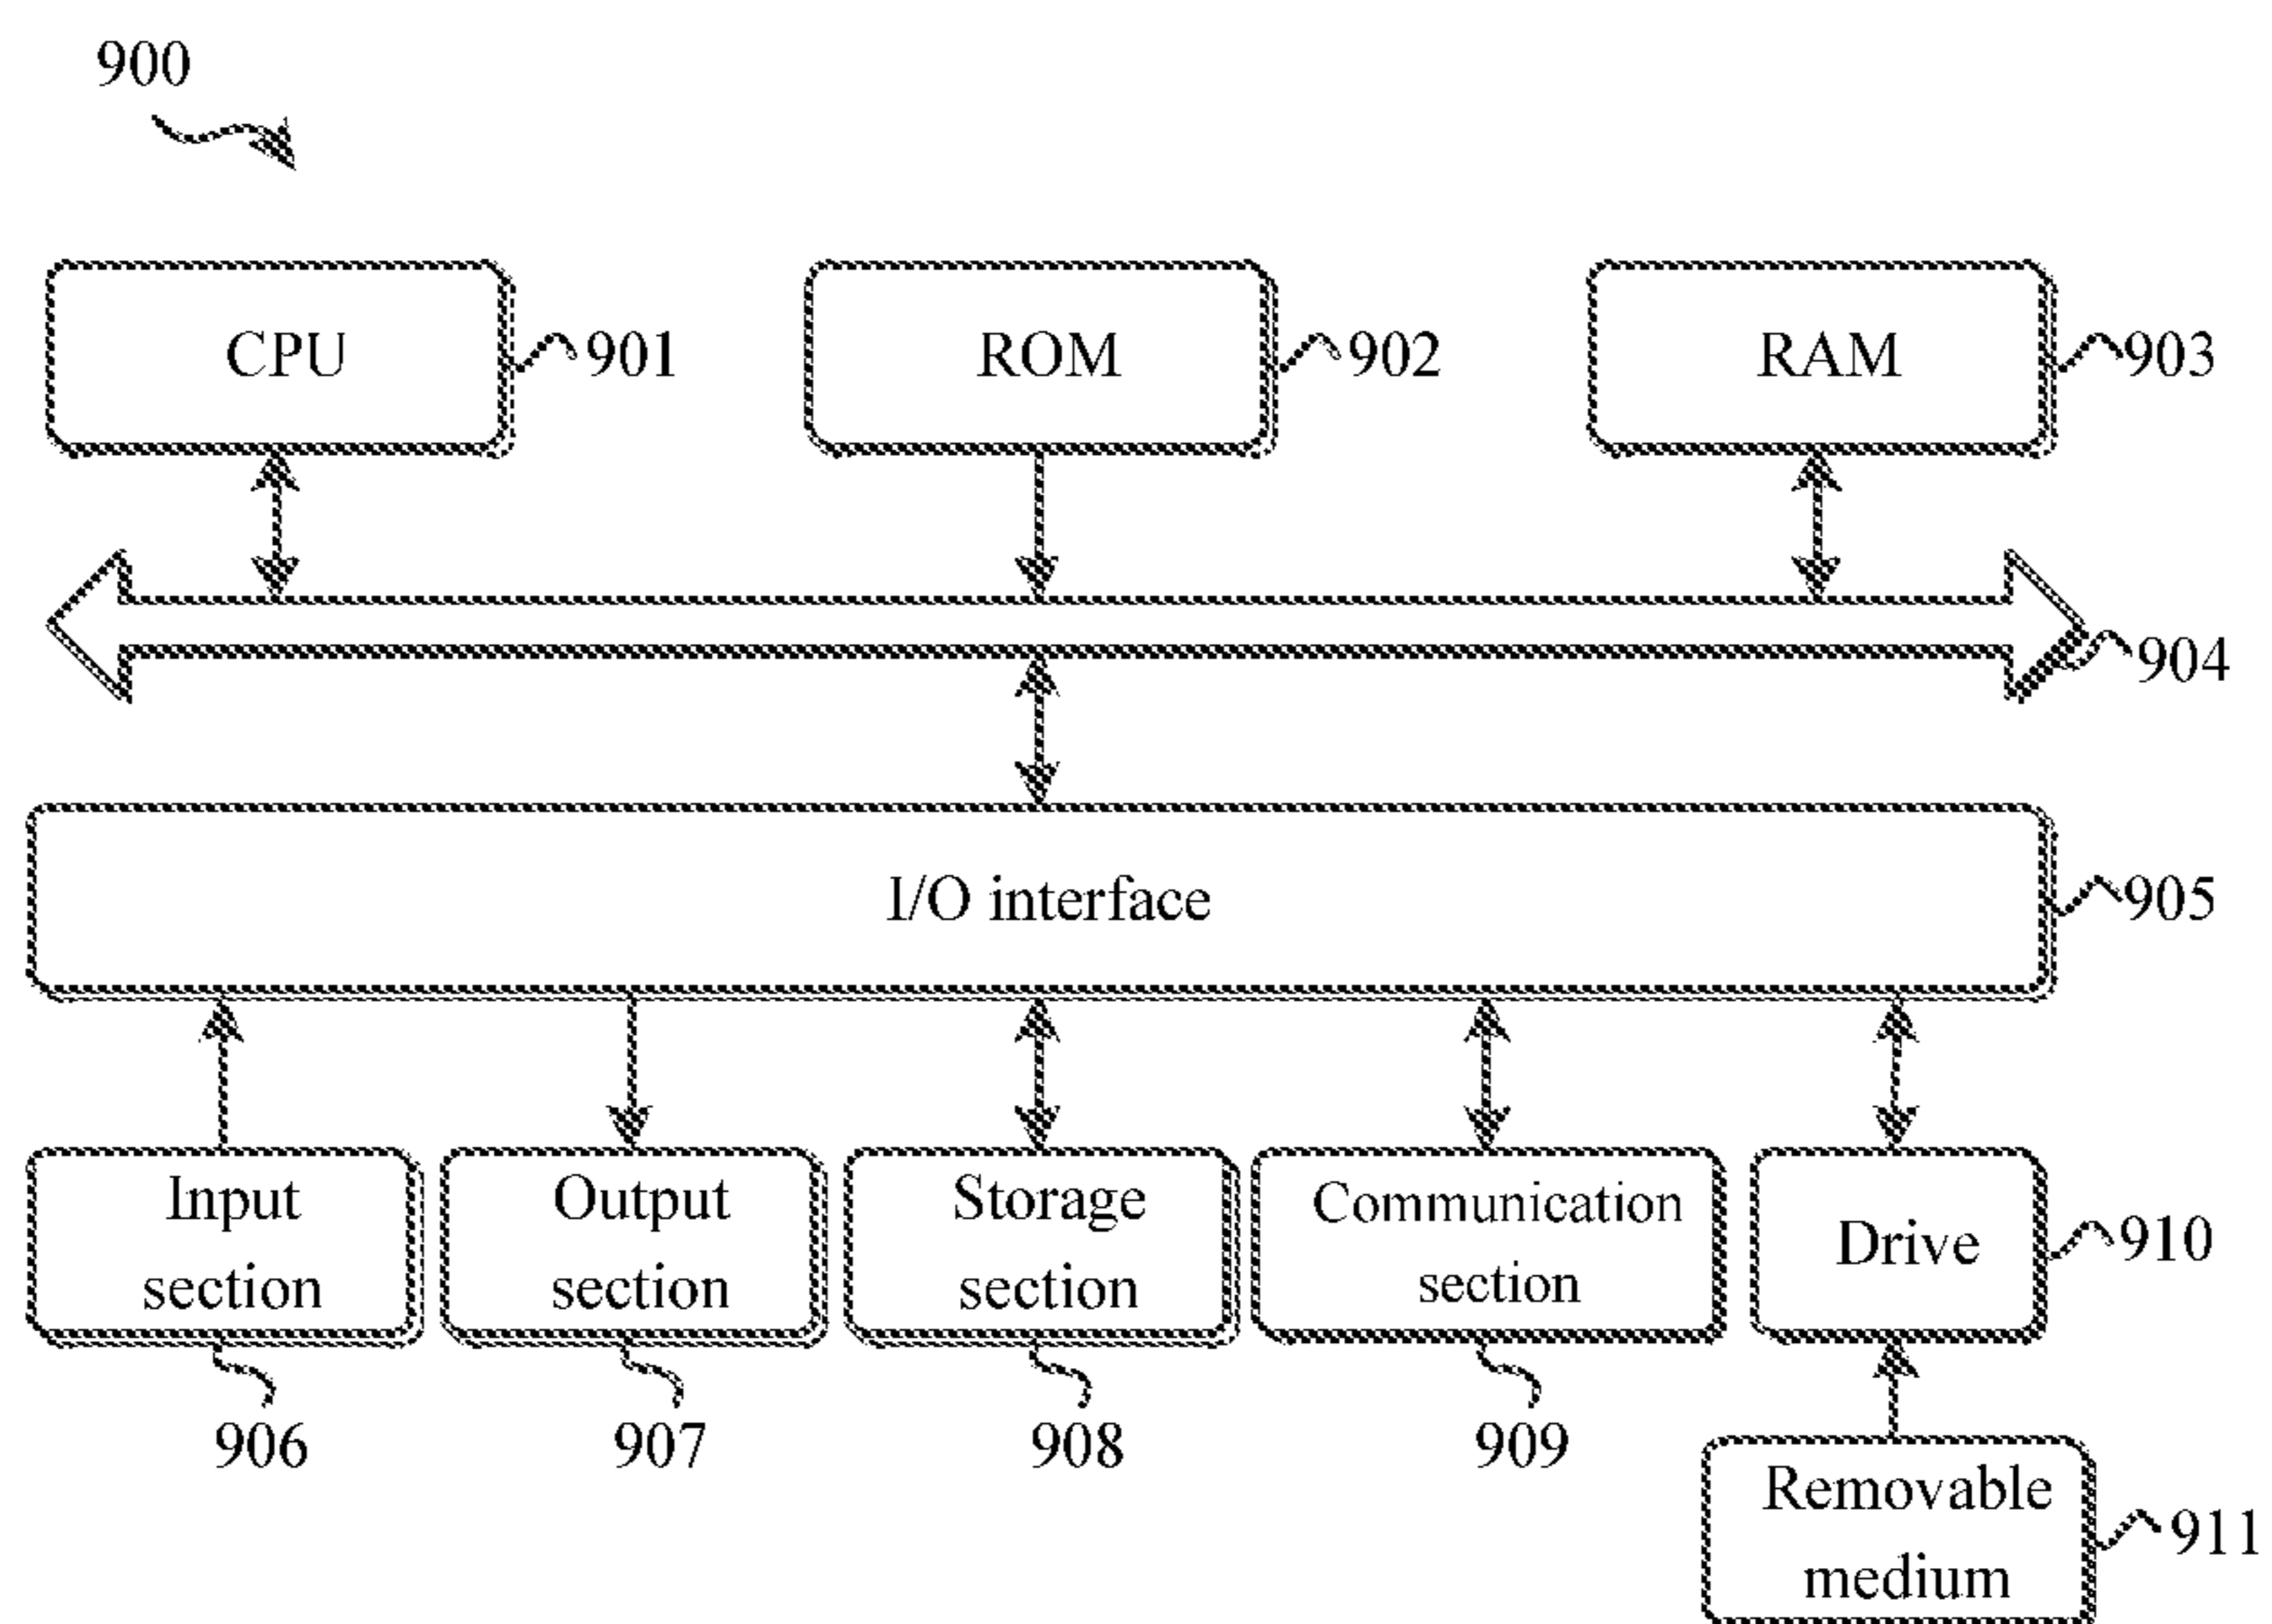 900
CPU
901
ROM
902
RAM
903
904
I/O interface
905
Input
section
Output
section
Storage
section
Communication
section
Drive
910
906
907
908
909
Removable
medium
911